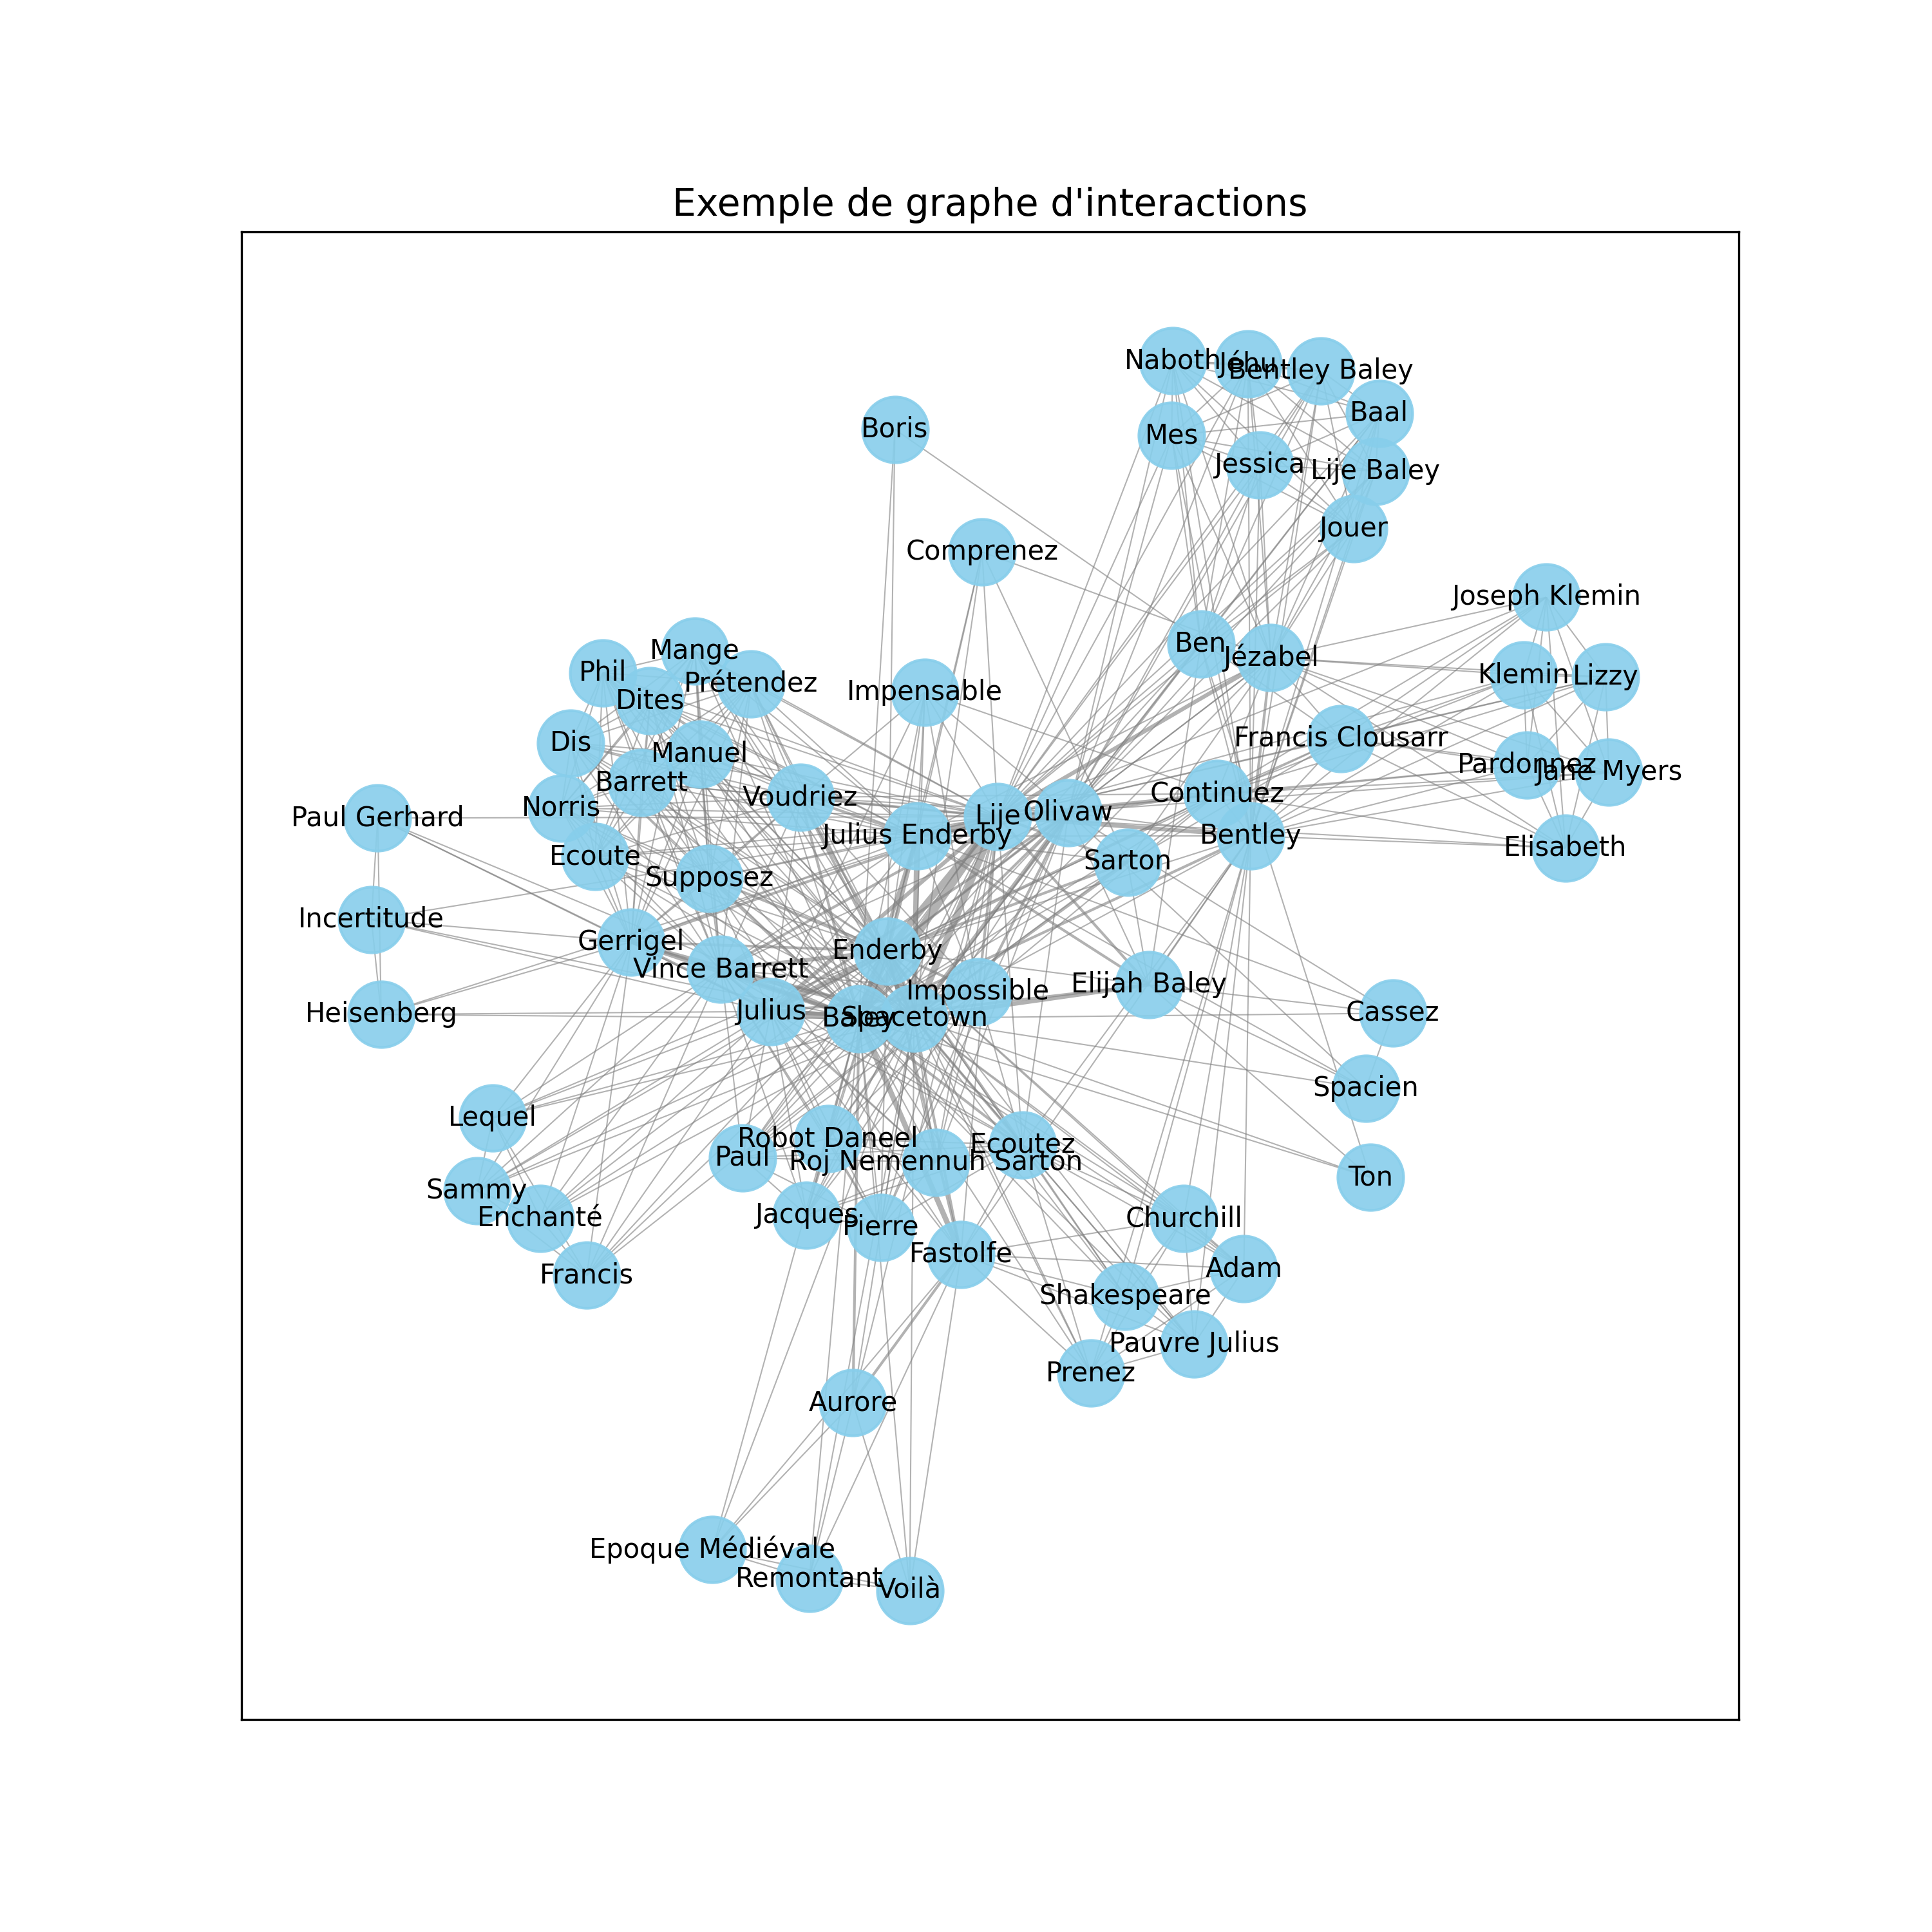 Exemple de graphe d'interactions
Naboth
Jéhu
Bentley Baley
Baal
Boris
Mes
Jessica
Lije Baley
Jouer
Comprenez
Joseph Klemin
Ben
Jézabel
Mange
Phil
Prétendez
Dites
Impensable
Klemin
Lizzy
Dis
Manuel
Francis Clousarr
Pardonnez
Jane Myers
Barrett
Voudriez
Continuez
Norris
Paul Gerhard
Lije
Olivaw
Julius Enderby
Bentley
Ecoute
Sarton
Elisabeth
Supposez
Incertitude
Gerrigel
Enderby
Vince Barrett
Elijah Baley
Impossible
Heisenberg
Julius
Baley
Spacetown
Cassez
Spacien
Lequel
Robot Daneel
Ecoutez
Paul
Roj Nemennuh Sarton
Ton
Sammy
Enchanté
Jacques
Pierre
Churchill
Fastolfe
Adam
Francis
Shakespeare
Pauvre Julius
Prenez
Aurore
Epoque Médiévale
Remontant
Voilà